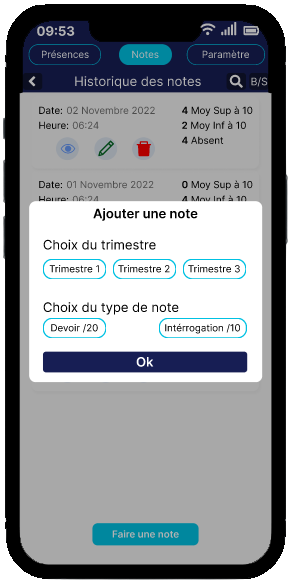 09:53
Présences Notes Paramètre
Historique des notes B/S
Date: 02 Novembre 2022 4 Moy Sup à 10
Heure: 06:24 2 Moy Inf à 10
4 Absent
Date: 01 Novembre 2022 0 Moy Sup à 10
Heure: 06:24 4 Moy Inf à 10
Ajouter une note
Choix du trimestre
Trimestre 1 Trimestre 2 Trimestre 3
Choix du type de note
Devoir /20 Intérrogation /10
Ok
Faire une note